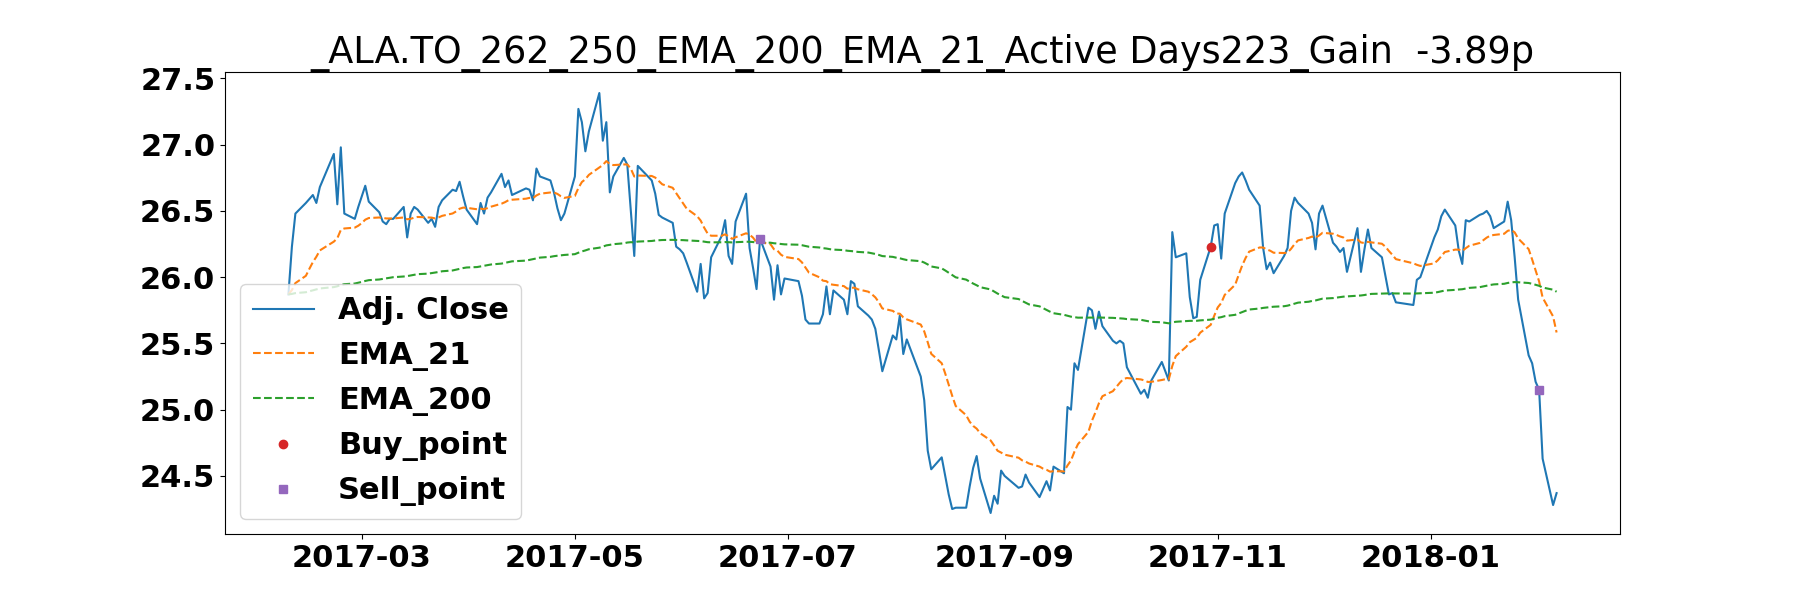 _ALA.TO_262_250_EMA_200_EMA_21_Active Days223_Gain  -3.89p
27.5
27.0
26.5
26.0
25.5
25.0
24.5
Adj. Close
EMA_21
EMA_200
Buy_point
Sell_point
2017-03 2017-05 2017-07 2017-09 2017-11 2018-01